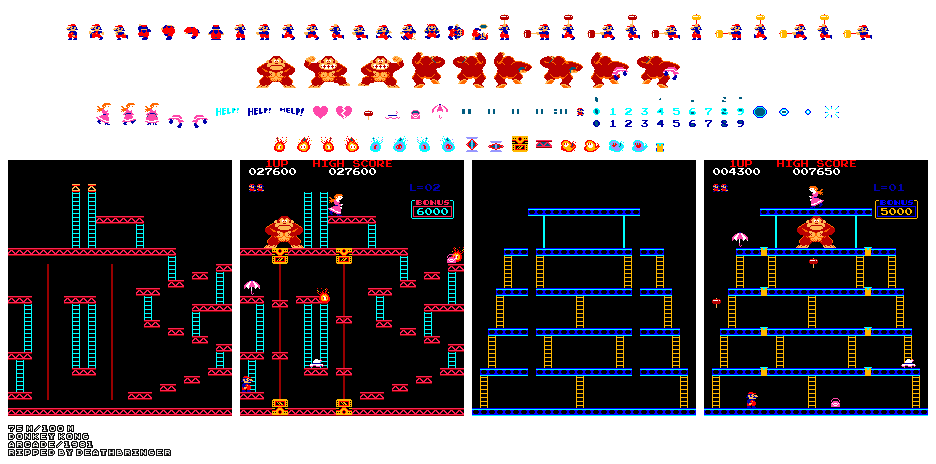 HELP! HELP! HELP!
0 1 2 3 4 5 6 7 8 9
0 1 2 3 4 5 6 7 8 9
1UP HIGH SCORE
027600 027600
L=02
BONUS
6000
1UP HIGH SCORE
004300 007650
L=01
BONUS
5000
75 M/100 M
DONKEY KONG
ARCADE/1981
RIPPED BY DEATHBRINGER